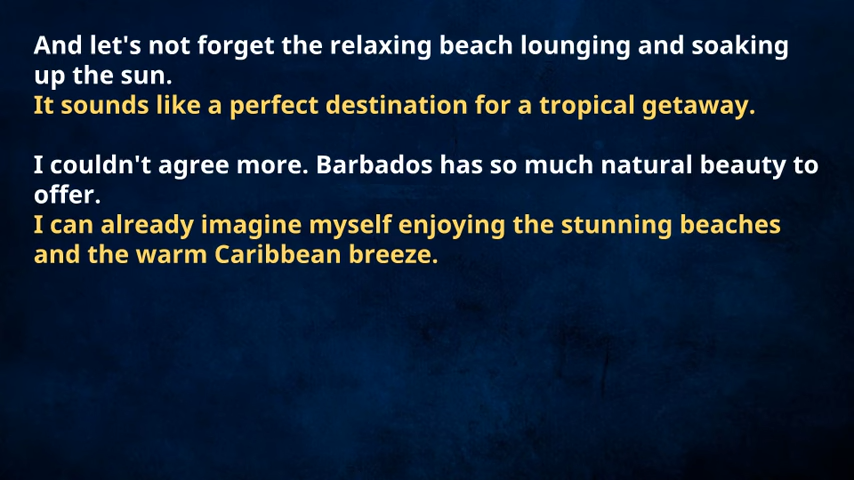 And let's not forget the relaxing beach lounging and soaking
up the sun.
It sounds like a perfect destination for a tropical getaway.
I couldn't agree more. Barbados has so much natural beauty to
offer.
I can already imagine myself enjoying the stunning beaches
and the warm Caribbean breeze.